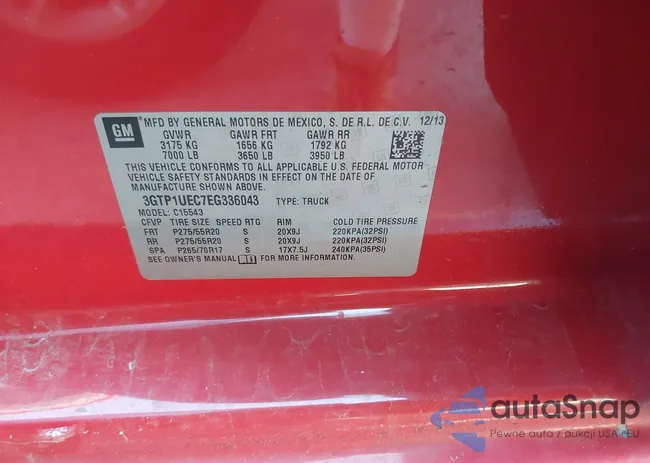 GM
MFD BY GENERAL MOTORS DE MEXICO, S. DE R.L. DE C.V. 12/13
GVWR GAWR FRT GAWR RR
3175 KG 1656 KG 1792 KG
7000 LB 3650 LB 3950 LB
THIS VEHICLE CONFORMS TO ALL APPLICABLE U.S. FEDERAL MOTOR
VEHICLE SAFETY STANDARDS IN EFFECT ON THE DATE OF
MANUFACTURE SHOWN ABOVE.
3GTP1UEC7EG336043 TYPE: TRUCK
MODEL: C15543
CFVP TIRE SIZE SPEED RTG RIM COLD TIRE PRESSURE
FRT P275/55R20 S 20X9J 220KPA(32PSI)
RR P275/55R20 S 20X9J 220KPA(32PSI)
SPA P265/70R17 S 17X7.5J 240KPA(35PSI)
SEE OWNER'S MANUAL FOR MORE INFORMATION
autaSnap
Pewne auta z aukcji USA i EU